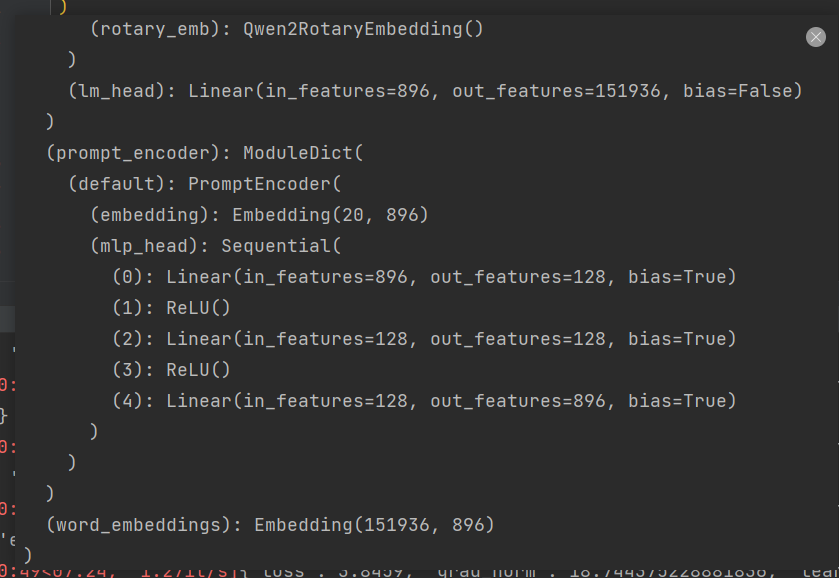 )
(rotary_emb): Qwen2RotaryEmbedding()
)
(lm_head): Linear(in_features=896, out_features=151936, bias=False)
)
(prompt_encoder): ModuleDict(
(default): PromptEncoder(
(embedding): Embedding(20, 896)
(mlp_head): Sequential(
(0): Linear(in_features=896, out_features=128, bias=True)
(1): ReLU()
(2): Linear(in_features=128, out_features=128, bias=True)
(3): ReLU()
(4): Linear(in_features=128, out_features=896, bias=True)
)
)
)
(word_embeddings): Embedding(151936, 896)
)